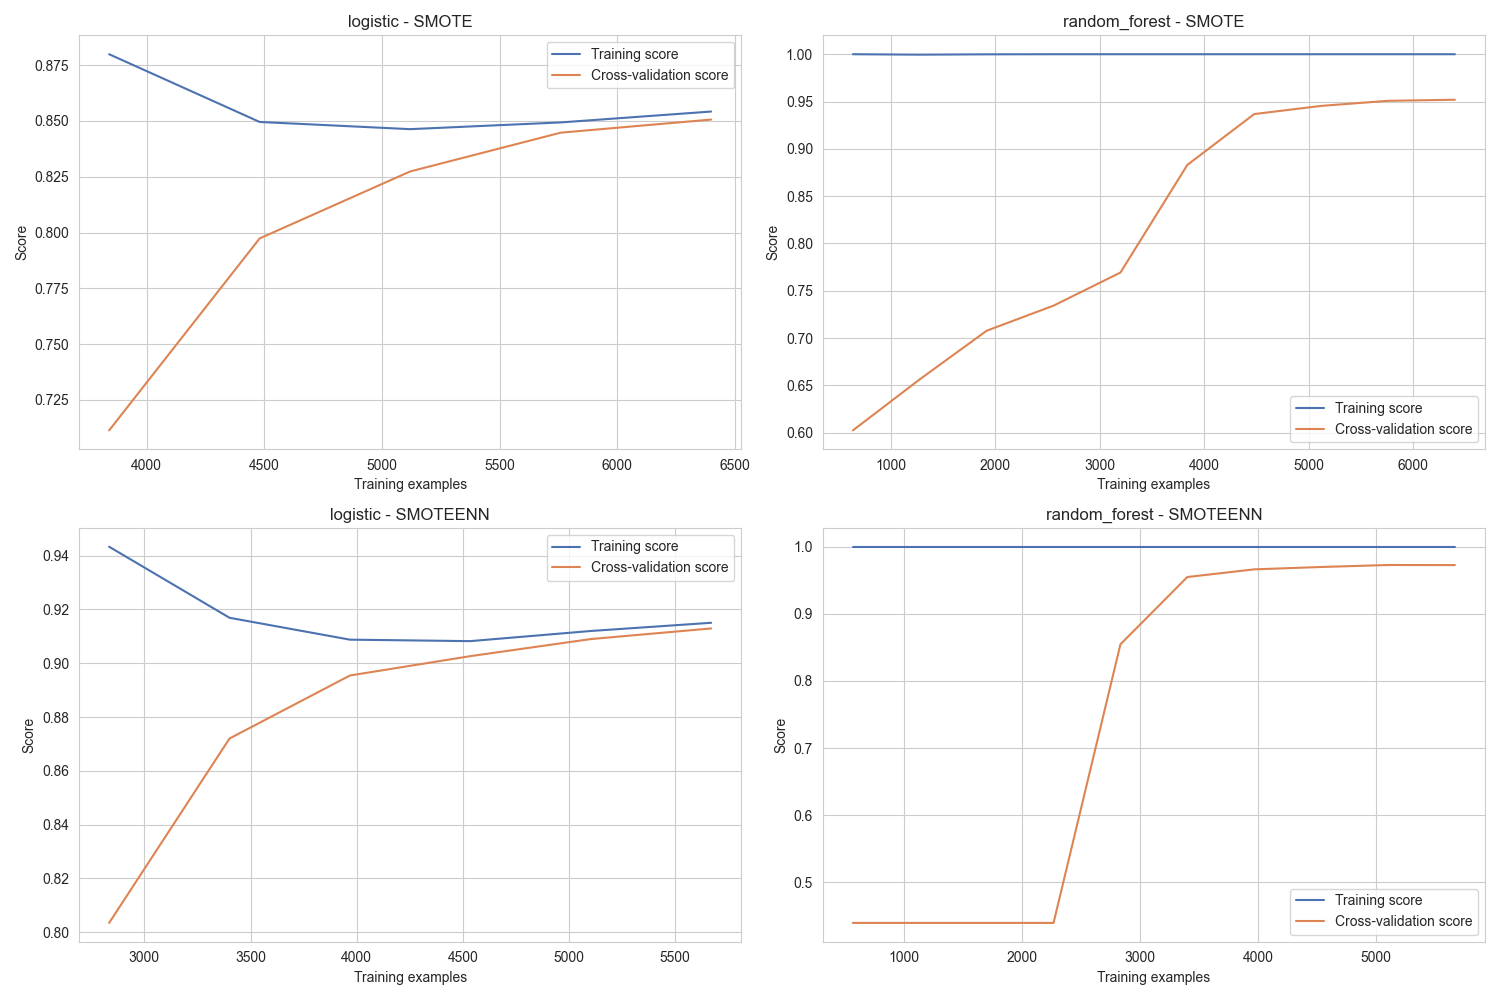 logistic - SMOTE
0.875
0.850
0.825
0.800
0.775
0.750
0.725
Score
4000 4500 5000 5500 6000 6500
Training examples
Training score
Cross-validation score
random_forest - SMOTE
1.00
0.95
0.90
0.85
0.80
0.75
0.70
0.65
0.60
Score
1000 2000 3000 4000 5000 6000
Training examples
Training score
Cross-validation score
logistic - SMOTEENN
0.94
0.92
0.90
0.88
0.86
0.84
0.82
0.80
Score
3000 3500 4000 4500 5000 5500
Training examples
Training score
Cross-validation score
random_forest - SMOTEENN
1.0
0.9
0.8
0.7
0.6
0.5
Score
1000 2000 3000 4000 5000
Training examples
Training score
Cross-validation score